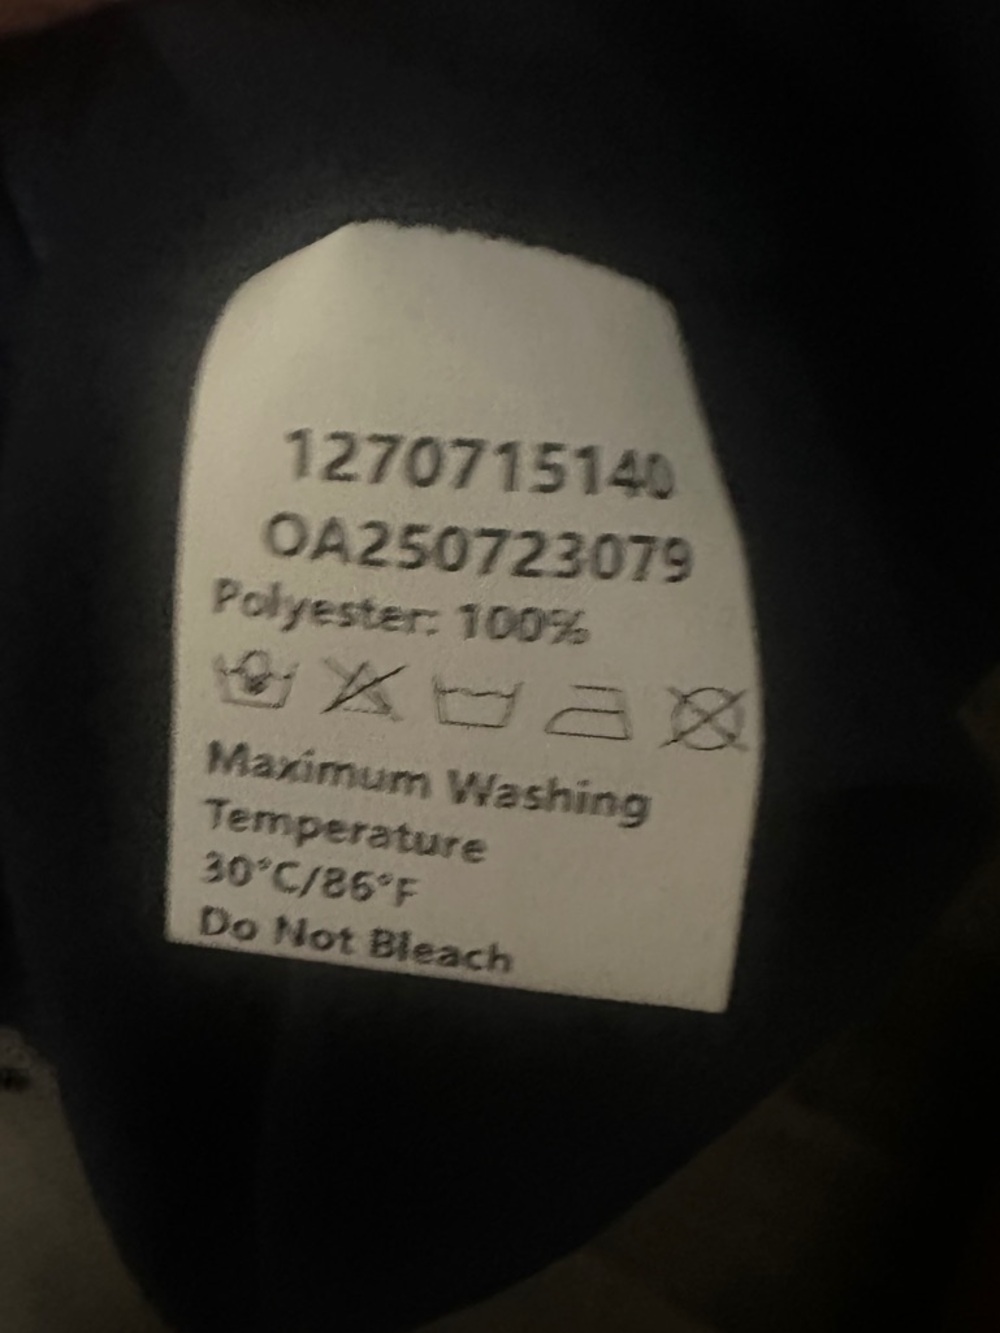 1270715140
OA250723079
Polyester: 100%
Maximum Washing
Temperature
30°C/86°F
Do Not Bleach